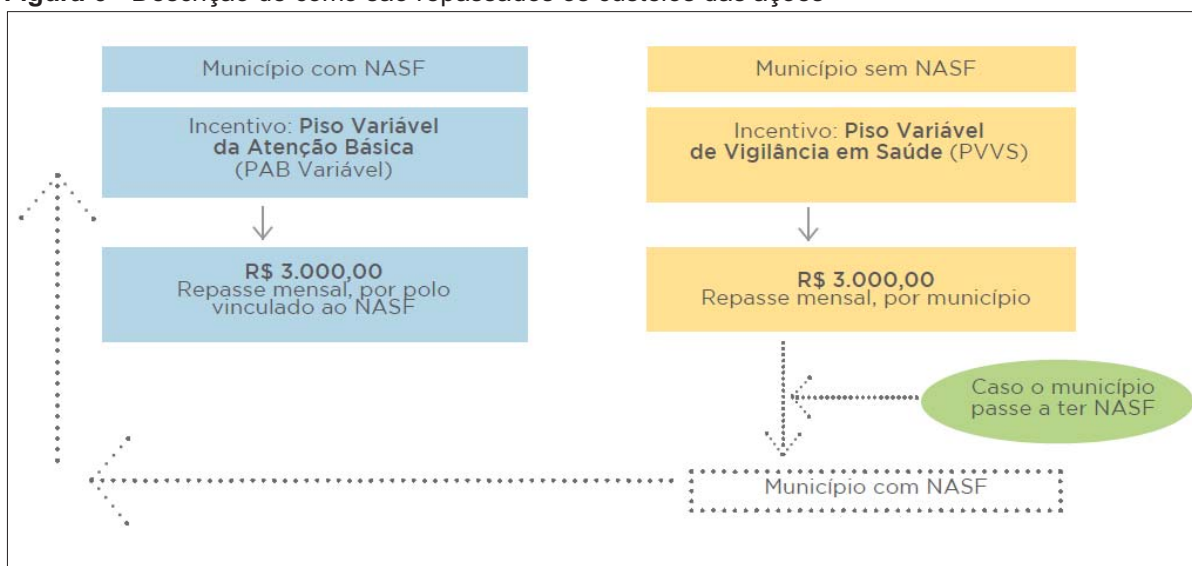 Município com NASF
Incentivo: Piso Variável
da Atenção Básica
(PAB Variável)
R$ 3.000,00
Repasse mensal, por polo
vinculado ao NASF
Município sem NASF
Incentivo: Piso Variável
de Vigilância em Saúde (PVVS)
R$ 3.000,00
Repasse mensal, por município
Caso o município
passe a ter NASF
Município com NASF